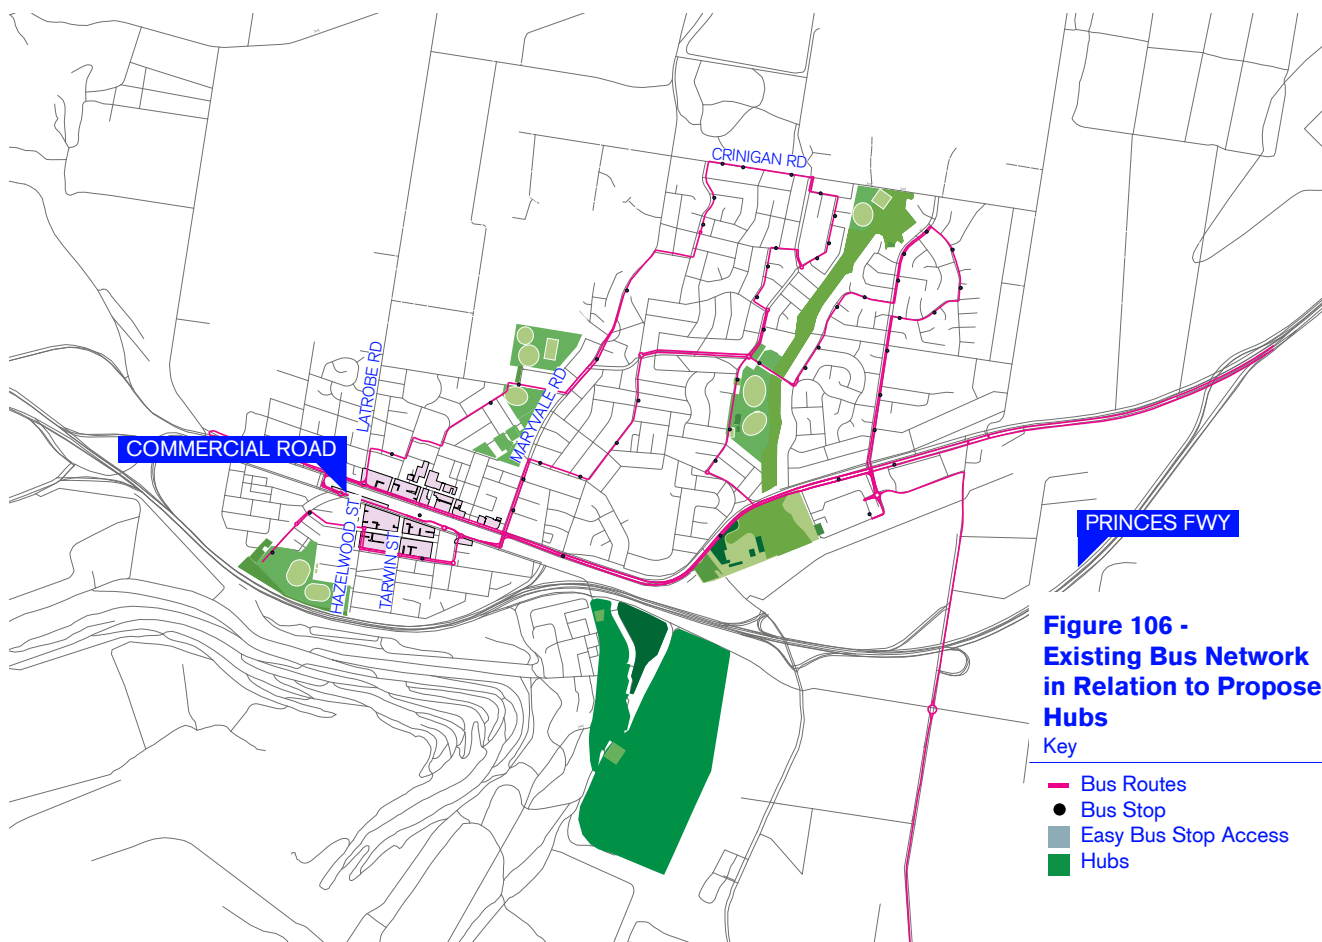 CRINIGAN RD
LATROBE RD
MARYVALE RD
COMMERCIAL ROAD
HAZELWOOD ST
TARWIN ST
PRINCES FWY
Figure 106 -
Existing Bus Network
in Relation to Propose
Hubs
Key
Bus Routes
Bus Stop
Easy Bus Stop Access
Hubs